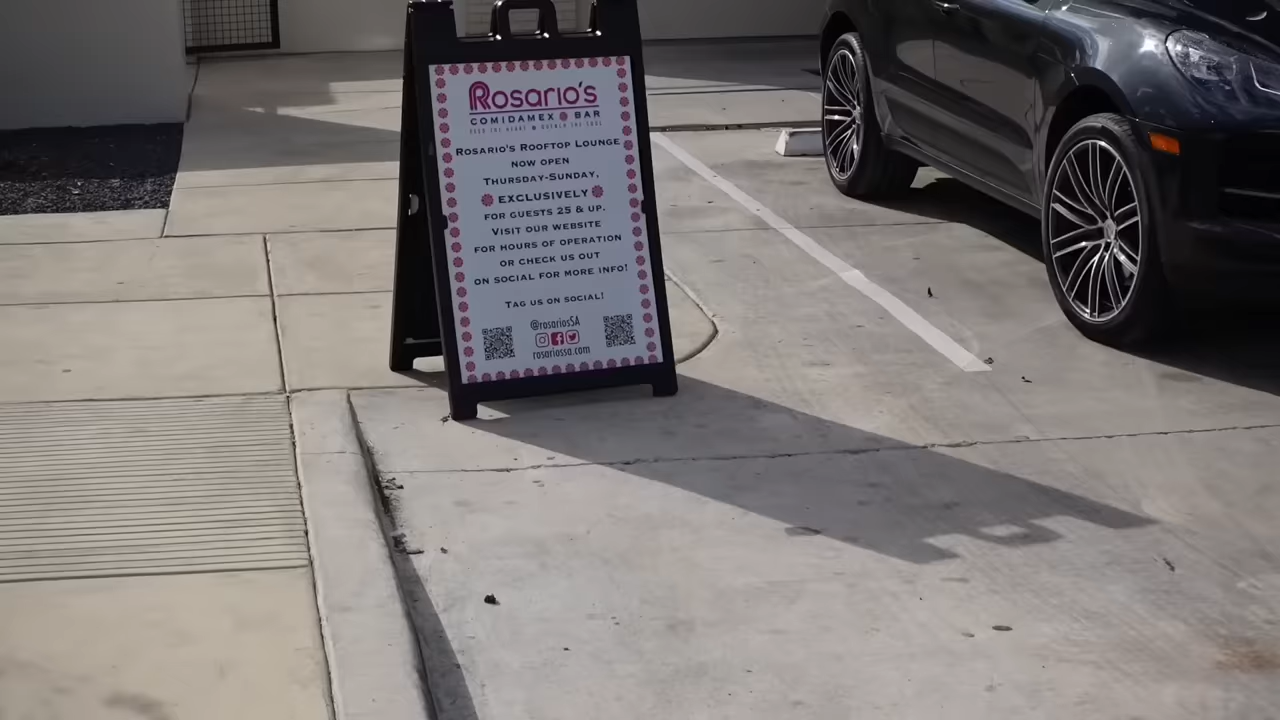 Rosario's
COMIDAMEX BAR
FEED THE HEART QUENCH THE SOUL
ROSARIO'S ROOFTOP LOUNGE
NOW OPEN
THURSDAY-SUNDAY,
EXCLUSIVELY
FOR GUESTS 25 & UP.
VISIT OUR WEBSITE
FOR HOURS OF OPERATION
OR CHECK US OUT
ON SOCIAL FOR MORE INFO!
TAG US ON SOCIAL!
@rosariosSA
rosariossa.com